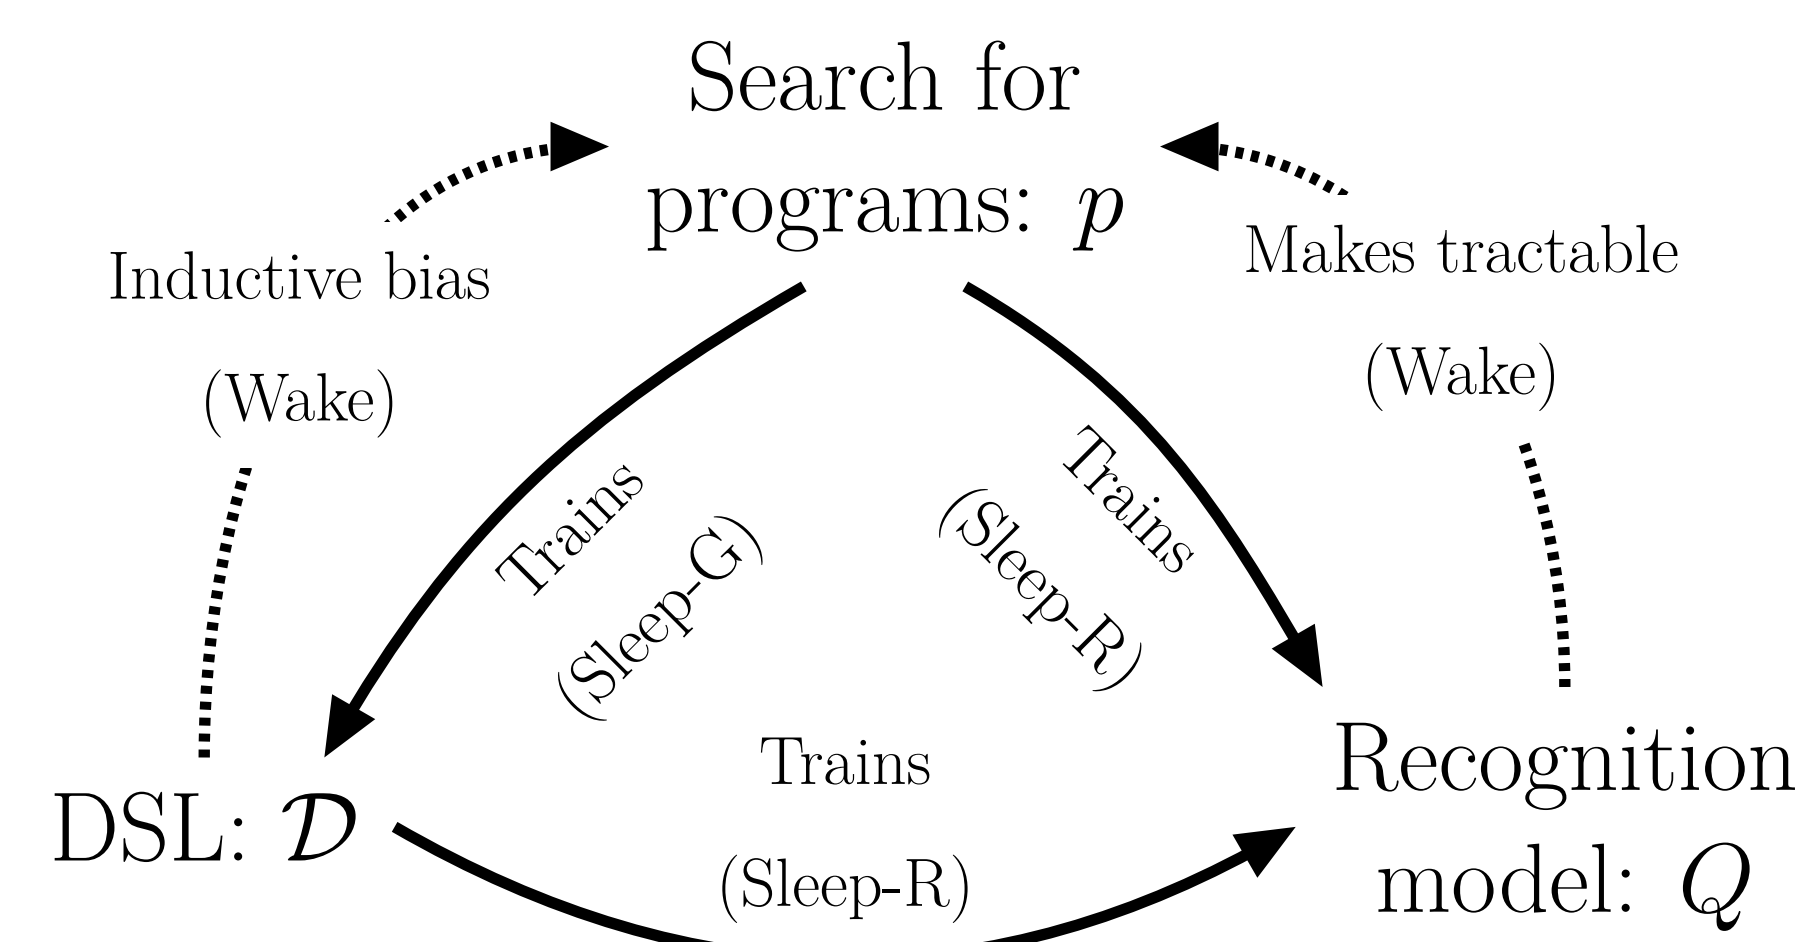 Search for
programs: p
Inductive bias
(Wake)
Makes tractable
(Wake)
Trains
(Sleep-G)
Trains
(Sleep-R)
Trains
(Sleep-R)
DSL: 𝒟
Recognition
model: Q